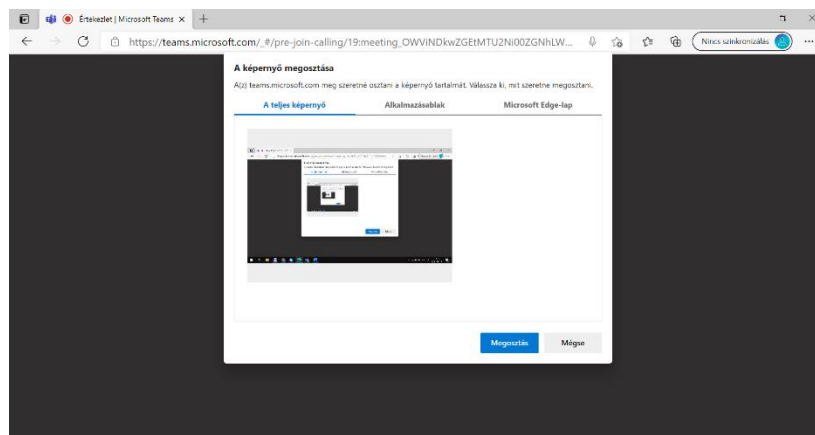 Értekezlet | Microsoft Teams
https://teams.microsoft.com/_#/pre-join-calling/19:meeting_OWViNDkwZGEtMTU2Ni00ZGNhLW...
Nincs szinkronizálás
A képernyő megosztása
A(z) teams.microsoft.com meg szeretné osztani a képernyő tartalmát. Válassza ki, mit szeretne megosztani.
A teljes képernyő Alkalmazásablak Microsoft Edge-lap
Megosztás Mégse